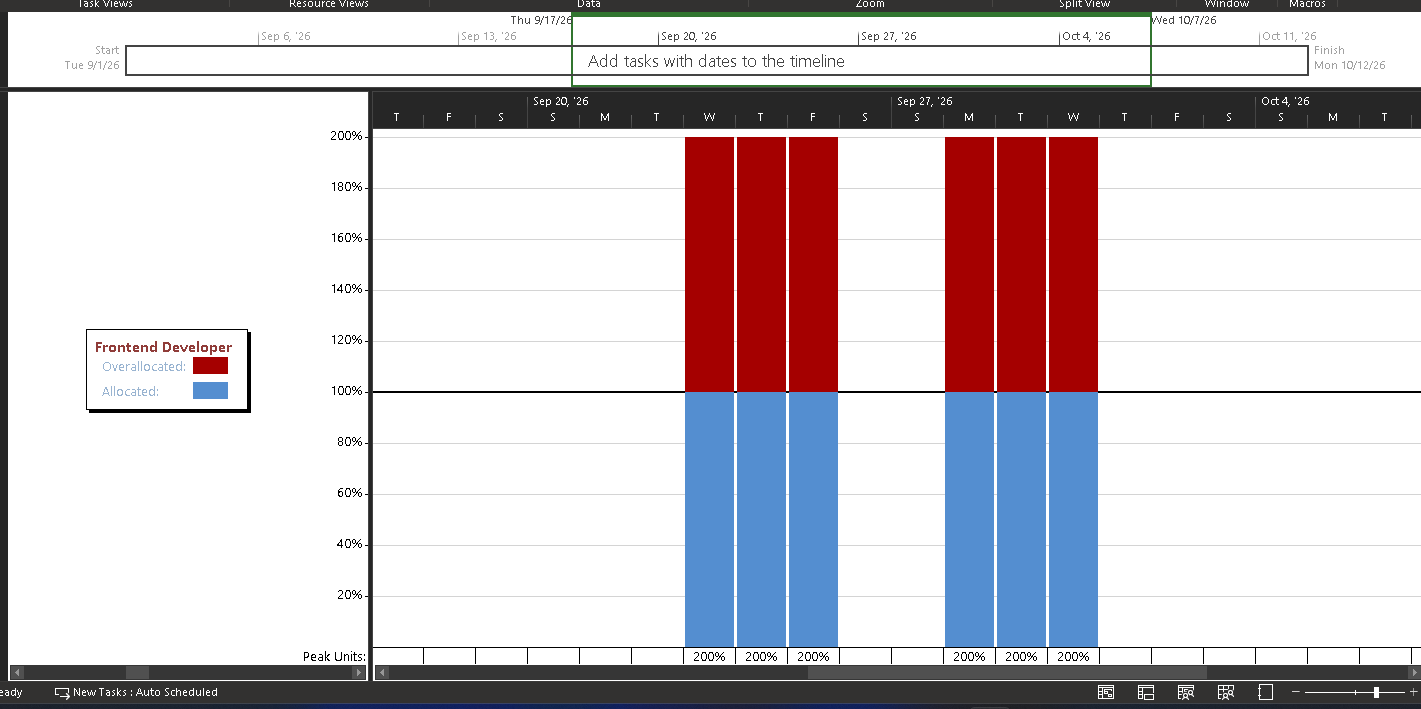 Task Views Resource Views Data Zoom Split View Window Macros
Thu 9/17/26 Wed 10/7/26
Sep 6, '26 Sep 13, '26 Sep 20, '26 Sep 27, '26 Oct 4, '26 Oct 11, '26
Start Finish
Tue 9/1/26 Add tasks with dates to the timeline Mon 10/12/26
Sep 20, '26 Sep 27, '26 Oct 4, '26
T F S S M T W T F S S M T W T F S S M T
200%
180%
160%
140%
120%
Frontend Developer
Overallocated:
Allocated:
100%
80%
60%
40%
20%
Peak Units: 200% 200% 200% 200% 200% 200%
eady New Tasks : Auto Scheduled